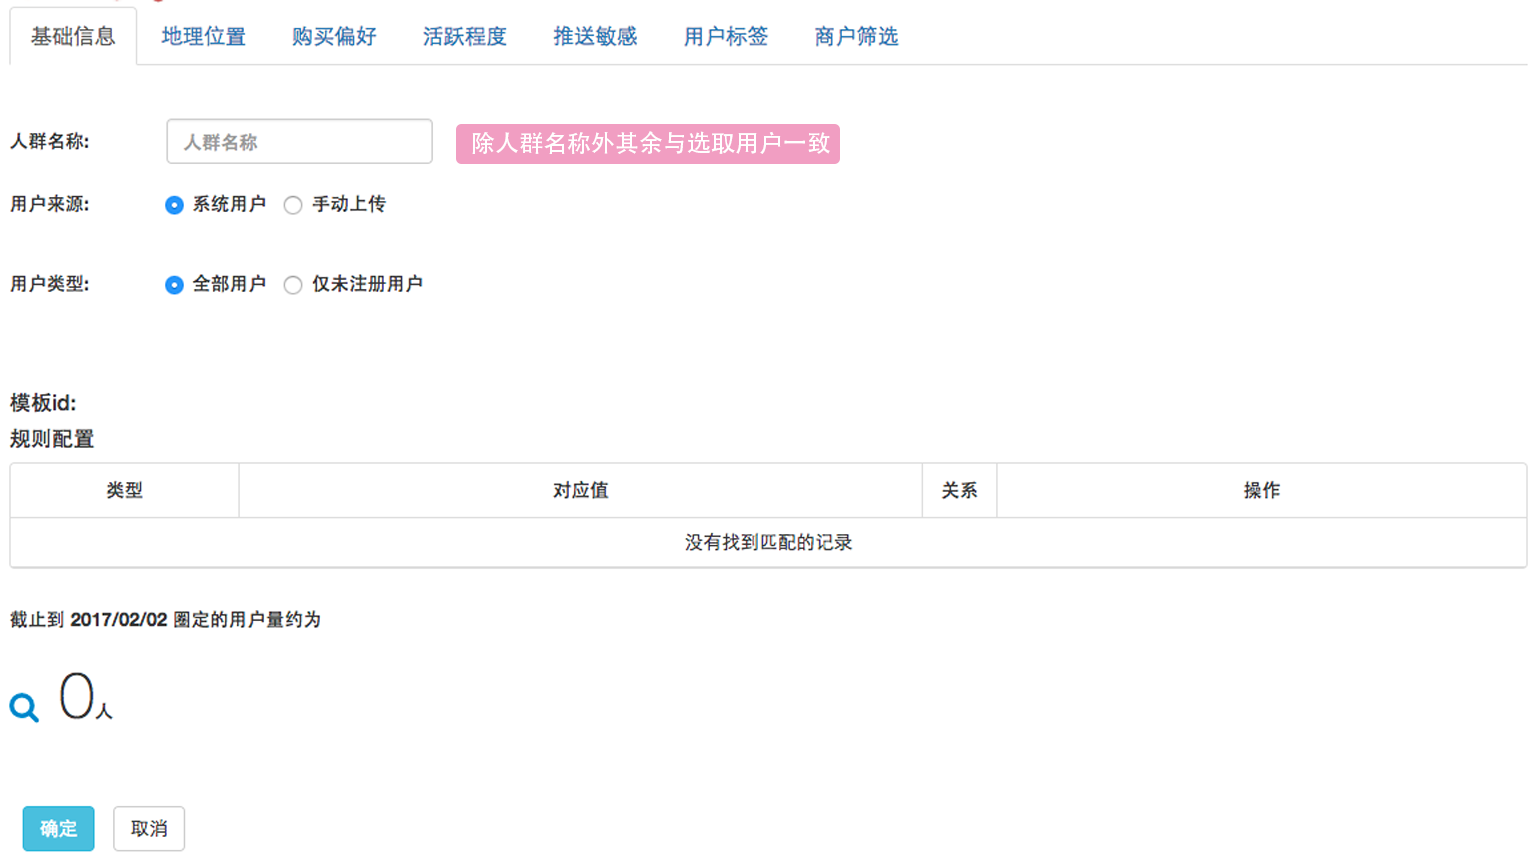 基础信息 地理位置 购买偏好 活跃程度 推送敏感 用户标签 商户筛选
人群名称: 人群名称 除人群名称外其余与选取用户一致
用户来源: 系统用户 手动上传
用户类型: 全部用户 仅未注册用户
模板id:
规则配置
类型 对应值 关系 操作
没有找到匹配的记录
截止到 2017/02/02 圈定的用户量约为
0人
确定 取消